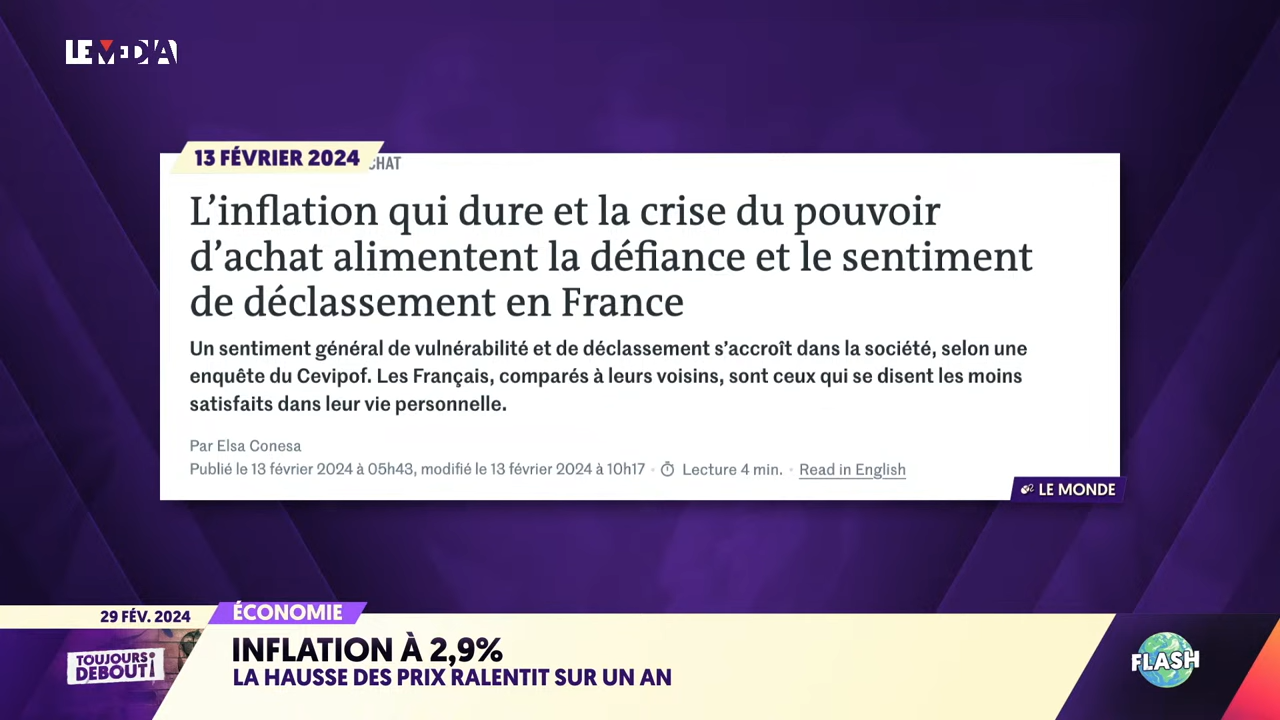 LE MEDIA
13 FÉVRIER 2024
CHAT
L’inflation qui dure et la crise du pouvoir
d’achat alimentent la défiance et le sentiment
de déclassement en France
Un sentiment général de vulnérabilité et de déclassement s’accroît dans la société, selon une
enquête du Cevipof. Les Français, comparés à leurs voisins, sont ceux qui se disent les moins
satisfaits dans leur vie personnelle.
Par Elsa Conesa
Publié le 13 février 2024 à 05h43, modifié le 13 février 2024 à 10h17 · Lecture 4 min. · Read in English
LE MONDE
29 FÉV. 2024
ÉCONOMIE
TOUJOURS
DEBOUT!
INFLATION À 2,9%
LA HAUSSE DES PRIX RALENTIT SUR UN AN
FLASH